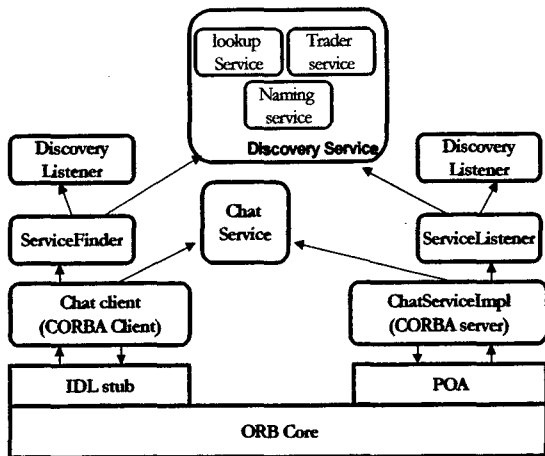 lookup
Service
Trader
service
Naming
service
Discovery Service
Discovery
Listener
Discovery
Listener
Chat
Service
ServiceFinder
ServiceListener
Chat client
(CORBA Client)
ChatServiceImpl
(CORBA server)
IDL stub
POA
ORB Core